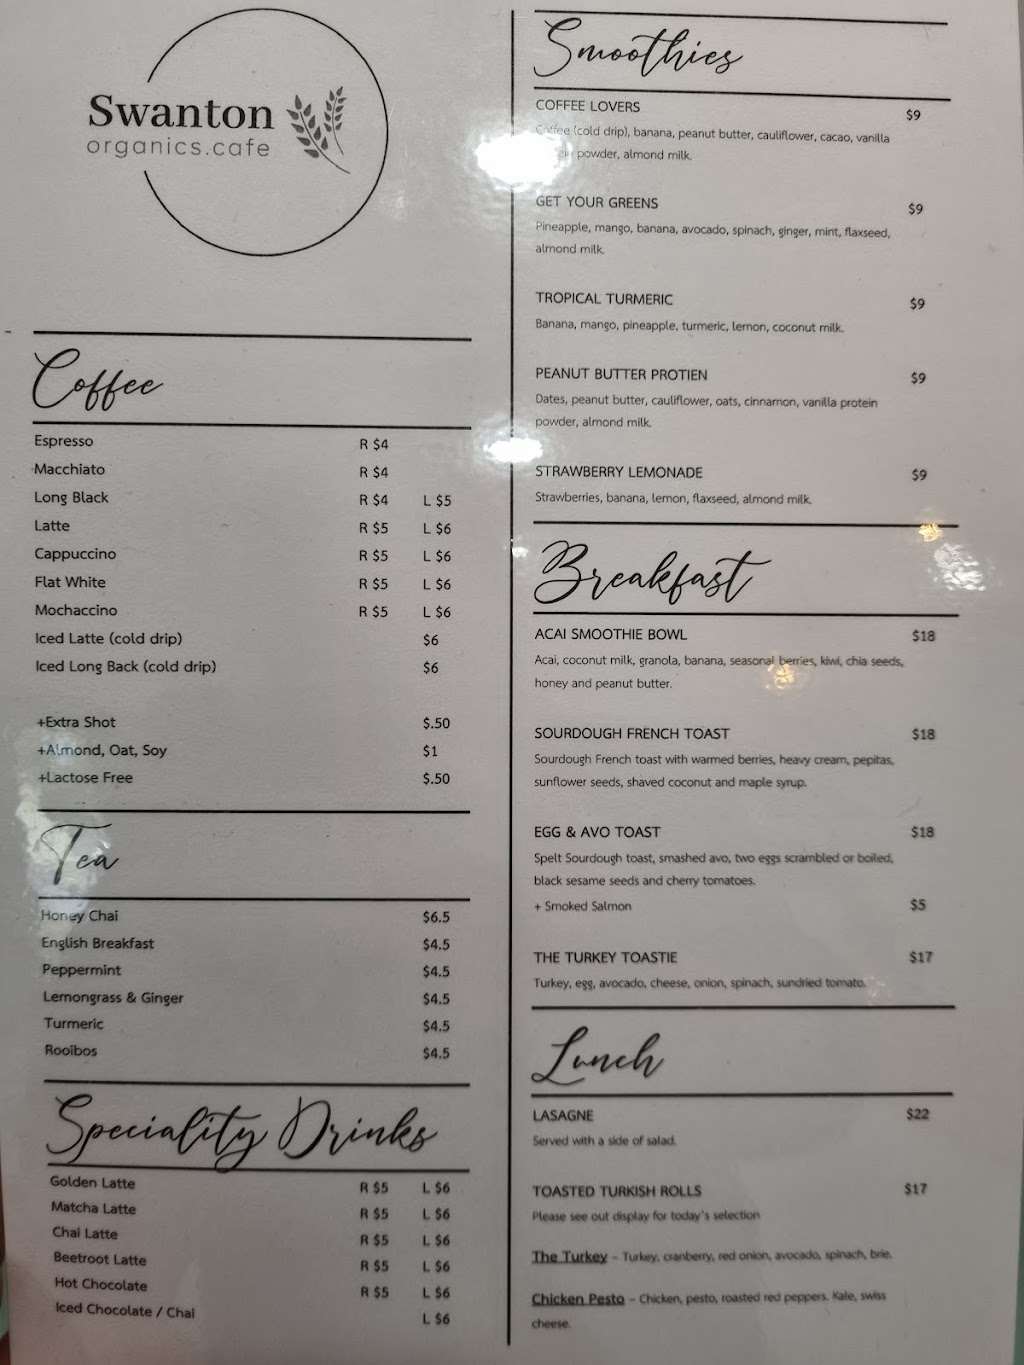 Swanton
organics.cafe
Coffee
Espresso R $4
Macchiato R $4
Long Black R $4 L $5
Latte R $5 L $6
Cappuccino R $5 L $6
Flat White R $5 L $6
Mochaccino R $5 L $6
Iced Latte (cold drip) $6
Iced Long Back (cold drip) $6
+Extra Shot $.50
+Almond, Oat, Soy $1
+Lactose Free $.50
Tea
Honey Chai $6.5
English Breakfast $4.5
Peppermint $4.5
Lemongrass & Ginger $4.5
Turmeric $4.5
Rooibos $4.5
Speciality Drinks
Golden Latte R $5 L $6
Matcha Latte R $5 L $6
Chai Latte R $5 L $6
Beetroot Latte R $5 L $6
Hot Chocolate R $5 L $6
Iced Chocolate / Chai L $6
Smoothies
COFFEE LOVERS $9
Coffee (cold drip), banana, peanut butter, cauliflower, cacao, vanilla
powder, almond milk.
GET YOUR GREENS $9
Pineapple, mango, banana, avocado, spinach, ginger, mint, flaxseed,
almond milk.
TROPICAL TURMERIC $9
Banana, mango, pineapple, turmeric, lemon, coconut milk.
PEANUT BUTTER PROTIEN $9
Dates, peanut butter, cauliflower, oats, cinnamon, vanilla protein
powder, almond milk.
STRAWBERRY LEMONADE $9
Strawberries, banana, lemon, flaxseed, almond milk.
Breakfast
ACAI SMOOTHIE BOWL $18
Acai, coconut milk, granola, banana, seasonal berries, kiwi, chia seeds,
honey and peanut butter.
SOURDOUGH FRENCH TOAST $18
Sourdough French toast with warmed berries, heavy cream, pepitas,
sunflower seeds, shaved coconut and maple syrup.
EGG & AVO TOAST $18
Spelt Sourdough toast, smashed avo, two eggs scrambled or boiled,
black sesame seeds and cherry tomatoes.
+ Smoked Salmon $5
THE TURKEY TOASTIE $17
Turkey, egg, avocado, cheese, onion, spinach, sundried tomato.
Lunch
LASAGNE $22
Served with a side of salad.
TOASTED TURKISH ROLLS $17
Please see out display for today's selection
The Turkey – Turkey, cranberry, red onion, avocado, spinach, brie.
Chicken Pesto – Chicken, pesto, roasted red peppers. Kale, swiss
cheese.